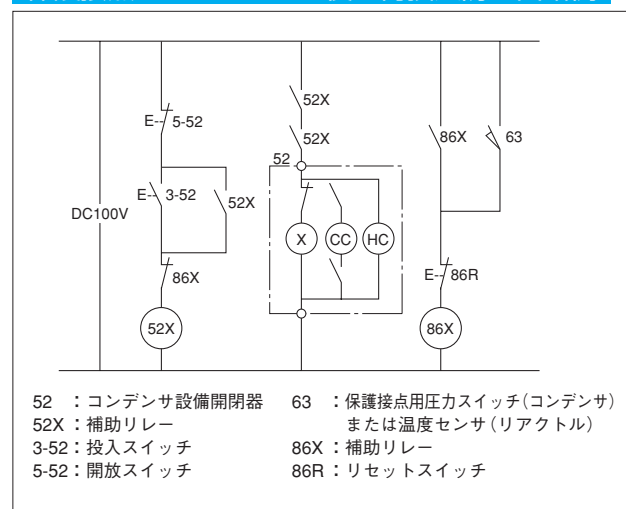 52X
E-- 5-52
52X
52
86X
63
E-- 3-52
52X
DC100V
X
CC
HC
86X
E-- 86R
52X
86X
52 ：コンデンサ設備開閉器
52X：補助リレー
3-52：投入スイッチ
5-52：開放スイッチ
63 ：保護接点用圧力スイッチ（コンデンサ）
または温度センサ（リアクトル）
86X：補助リレー
86R：リセットスイッチ